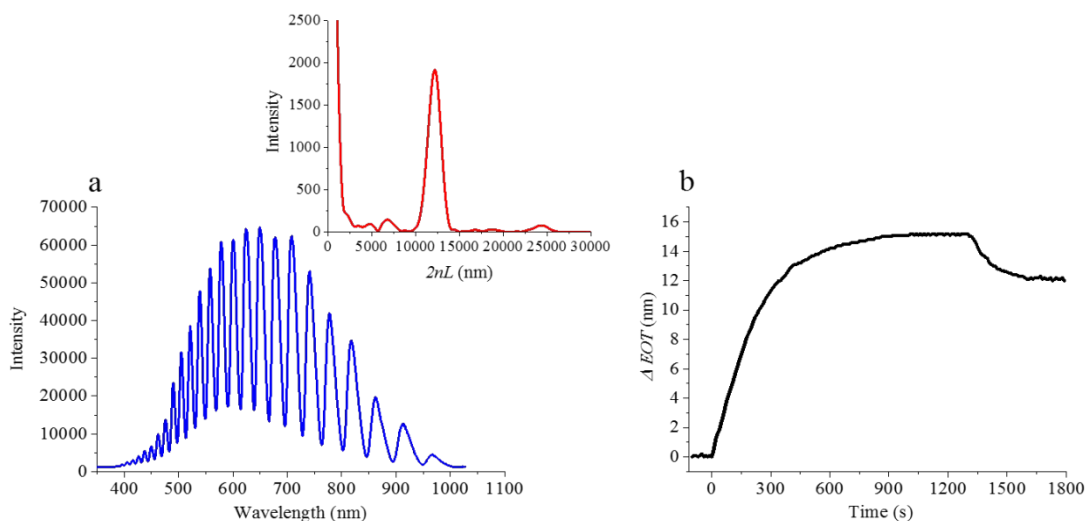 2500
2000
1500
1000
500
0
Intensity
0 5000 10000 15000 20000 25000 30000
2nL (nm)
a
70000
60000
50000
40000
30000
20000
10000
0
Intensity
400 500 600 700 800 900 1000 1100
Wavelength (nm)
b
16
14
12
10
8
6
4
2
0
Δ EOT (nm)
0 300 600 900 1200 1500 1800
Time (s)